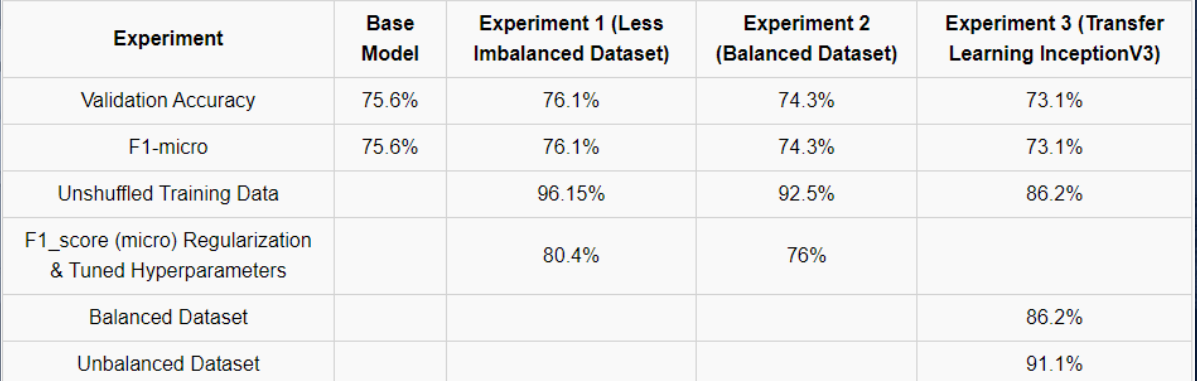 Experiment Base Model Experiment 1 (Less Imbalanced Dataset) Experiment 2 (Balanced Dataset) Experiment 3 (Transfer Learning InceptionV3)
Validation Accuracy 75.6% 76.1% 74.3% 73.1%
F1-micro 75.6% 76.1% 74.3% 73.1%
Unshuffled Training Data 96.15% 92.5% 86.2%
F1_score (micro) Regularization & Tuned Hyperparameters 80.4% 76%
Balanced Dataset 86.2%
Unbalanced Dataset 91.1%